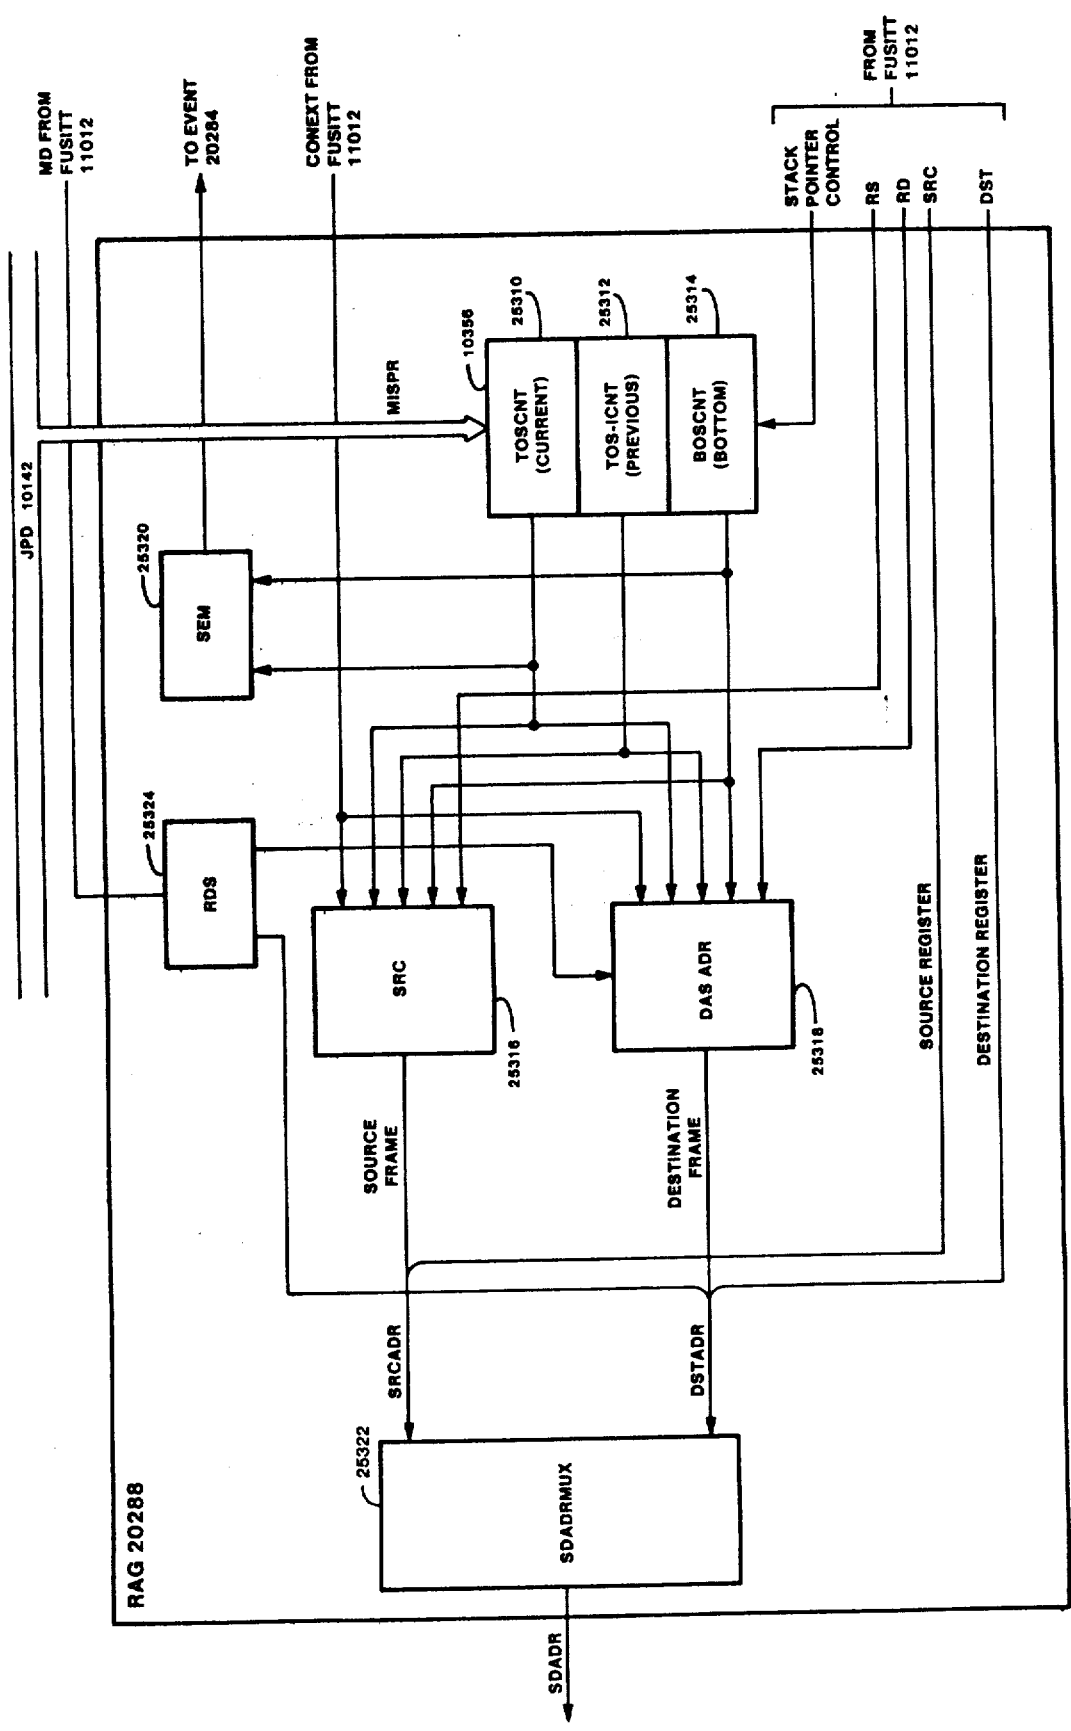 RAG 20288
JPD 10142
MD FROM
FUSITT
11012
TO EVENT
20284
CONEXT FROM
FUSITT
11012
FROM
FUSITT
11012
STACK
POINTER
CONTROL
RS
RD
SRC
DST
MISPR
10356
TOSCNT
(CURRENT)
25310
TOS-ICNT
(PREVIOUS)
25312
BOSCNT
(BOTTOM)
25314
SEM
25320
RDS
25324
SRC
25316
DAS ADR
25318
SOURCE
FRAME
DESTINATION
FRAME
SOURCE REGISTER
DESTINATION REGISTER
SRCADR
DSTADR
SDADRMUX
25322
SDADR